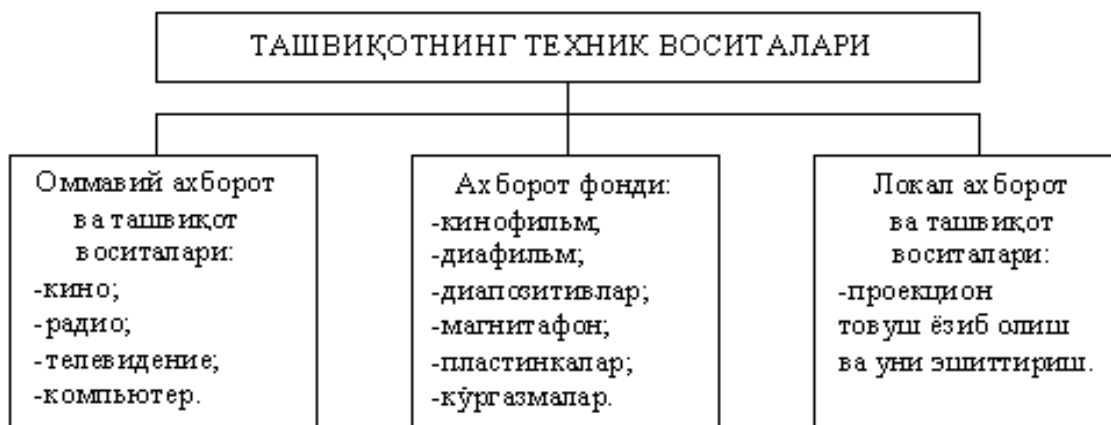 ТАШВИҚОТНИНГ ТЕХНИК ВОСИТАЛАРИ
Оммавий ахборот
ва ташвиқот
воситалари:
-кино;
-радио;
-телевидение;
-компьютер.
Ахборот фонди:
-кинофильм;
-диафильм;
-диапозитивлар;
-магнитафон;
-пластинкалар;
-кўргазмалар.
Локал ахборот
ва ташвиқот
воситалари:
-проекцион
товуш ёзиб олиш
ва уни эшиттириш.